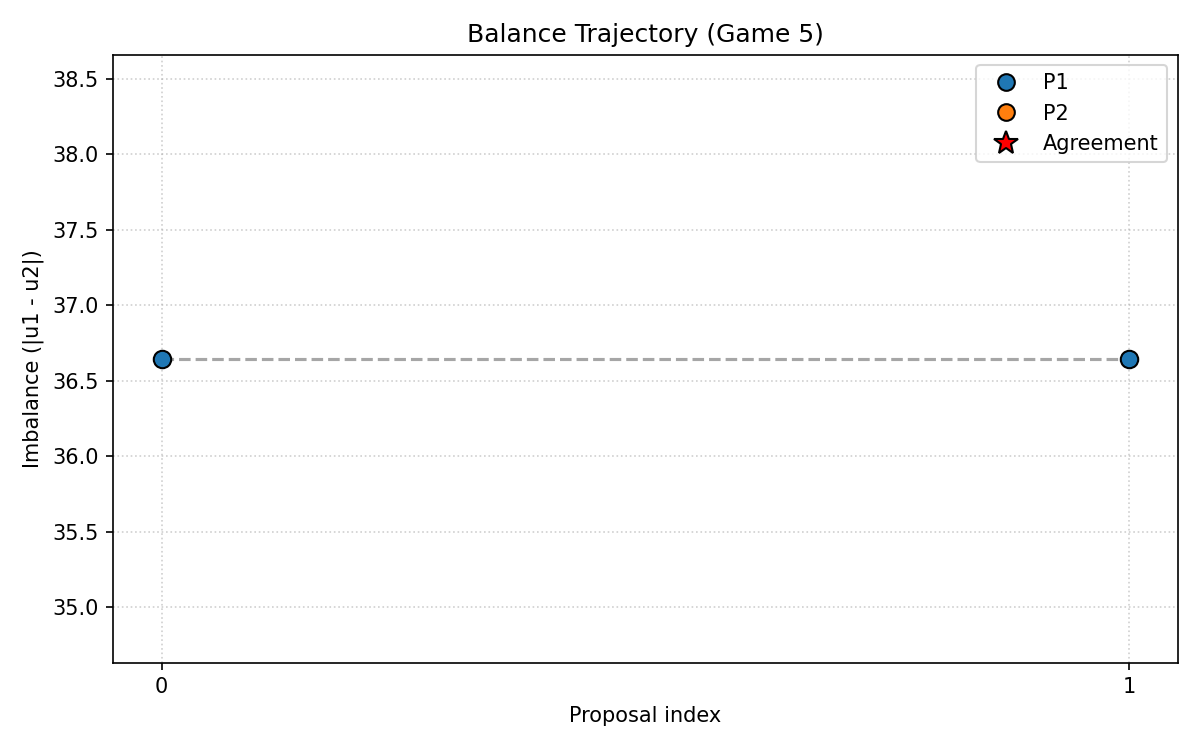 Balance Trajectory (Game 5)
P1
P2
Agreement
38.5
38.0
37.5
37.0
36.5
36.0
35.5
35.0
Imbalance (|u1 - u2|)
0
1
Proposal index